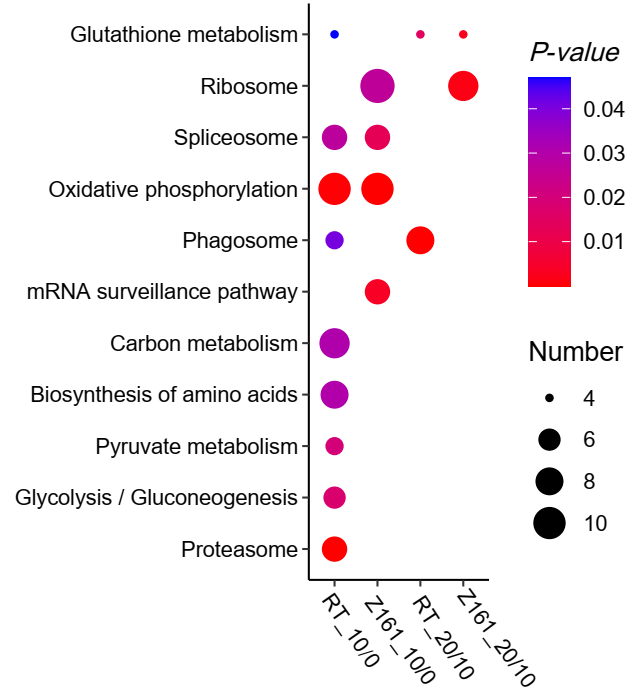 Glutathione metabolism
Ribosome
Spliceosome
Oxidative phosphorylation
Phagosome
mRNA surveillance pathway
Carbon metabolism
Biosynthesis of amino acids
Pyruvate metabolism
Glycolysis / Gluconeogenesis
Proteasome
RT_10/0
Z161_10/0
RT_20/10
Z161_20/10
P-value
0.04
0.03
0.02
0.01
Number
4
6
8
10